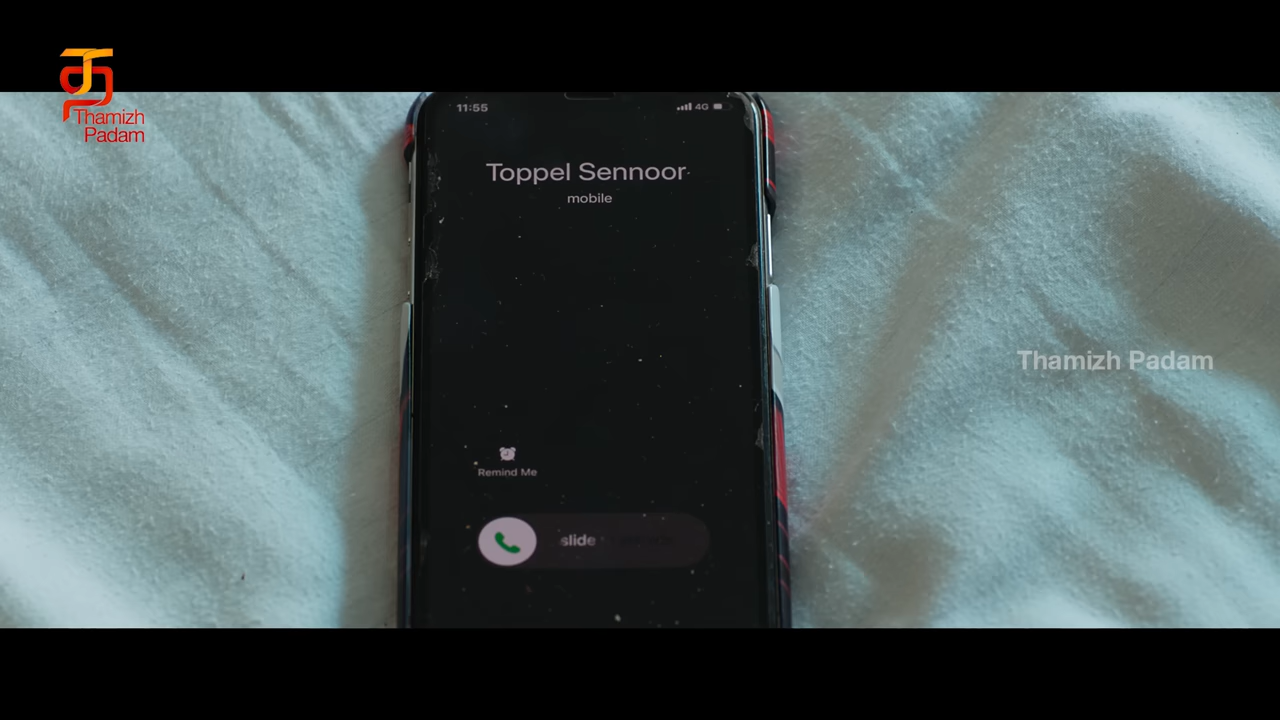 Thamizh
Padam
11:55
4G
Toppel Sennoor
mobile
Thamizh Padam
Remind Me
slide